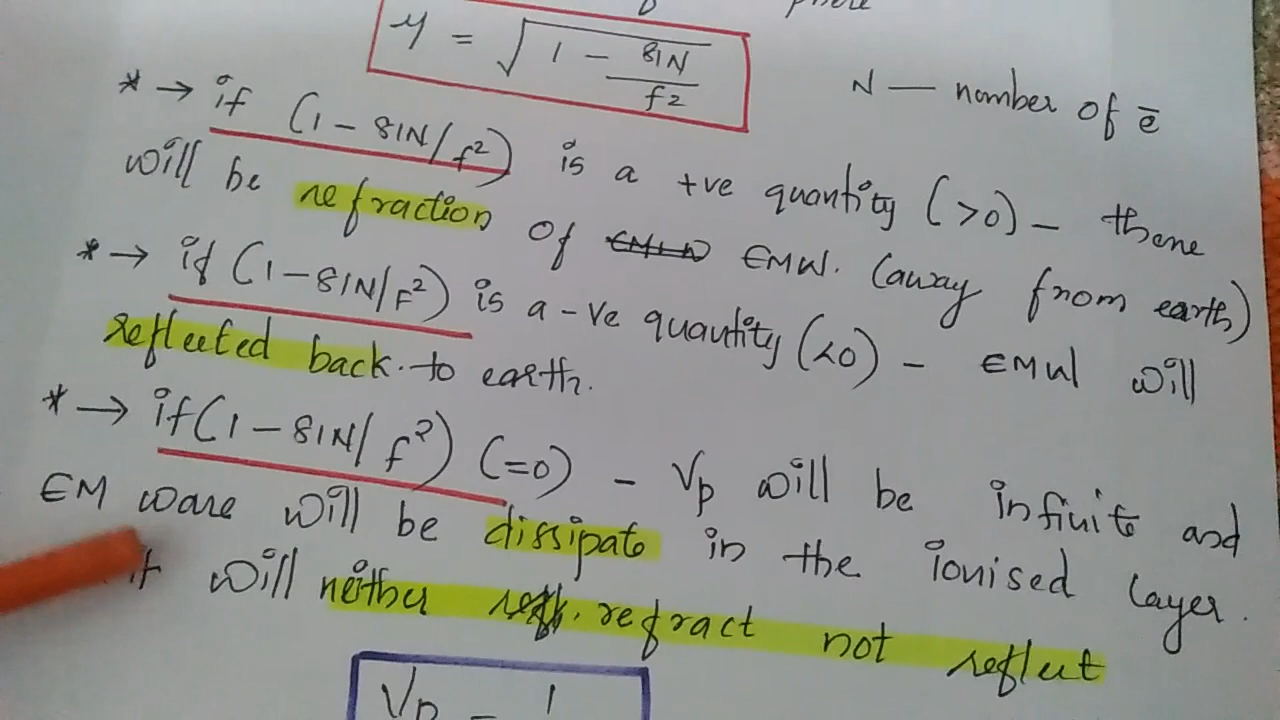 μ = √ 1 - 81N / f2
N — number of ē
* → if (1 - 81N/f²) is a +ve quantity (>0) - there
will be refraction of EMW. (away from earth)
* → if (1-81N/F²) is a -ve quantity (<0) - EMW will
reflected back. to earth.
* → if(1-81N/f²) (=0) - Vp will be infinite and
EM wave will be dissipate in the ionised layer.
it will neither refract not reflect
Vp = 1